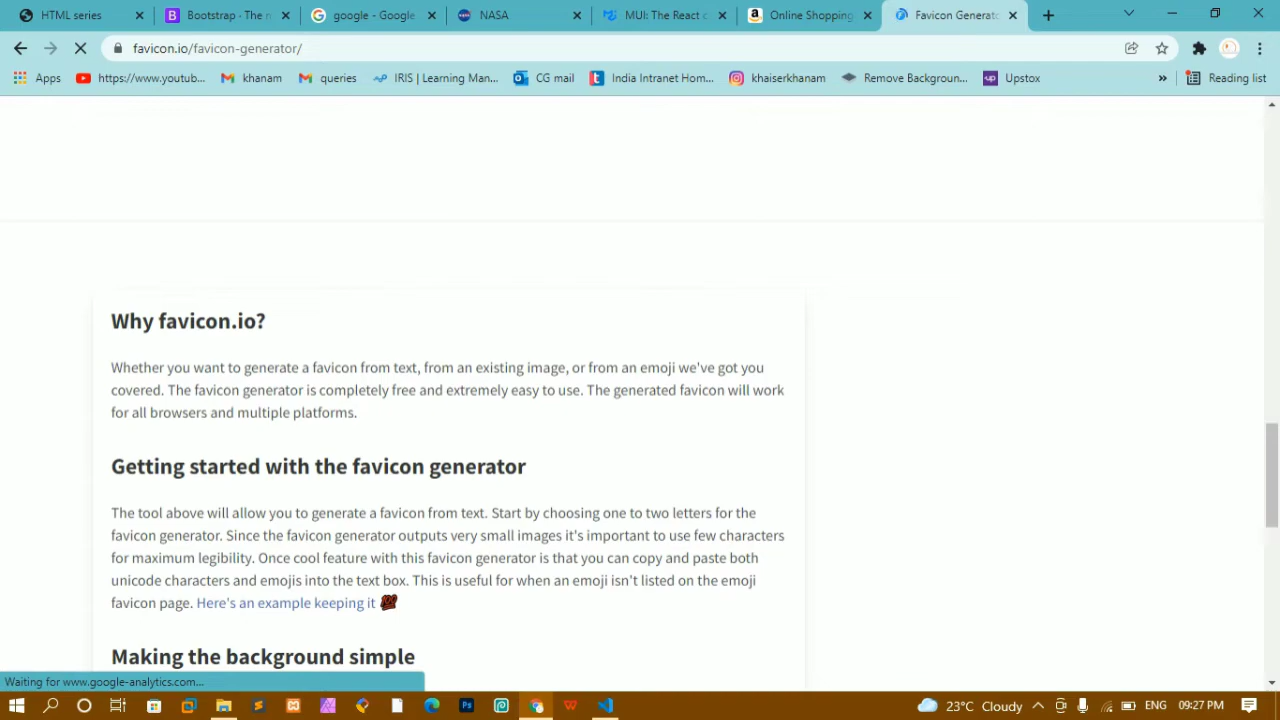 HTML series
Bootstrap - The n
google - Google
NASA
MUI: The React c
Online Shopping
Favicon Generato
favicon.io/favicon-generator/
Apps
https://www.youtub...
khanam
queries
IRIS | Learning Man...
CG mail
India Intranet Hom...
khaiserkhanam
Remove Backgroun...
Upstox
»
Reading list
Why favicon.io?
Whether you want to generate a favicon from text, from an existing image, or from an emoji we've got you
covered. The favicon generator is completely free and extremely easy to use. The generated favicon will work
for all browsers and multiple platforms.
Getting started with the favicon generator
The tool above will allow you to generate a favicon from text. Start by choosing one to two letters for the
favicon generator. Since the favicon generator outputs very small images it's important to use few characters
for maximum legibility. Once cool feature with this favicon generator is that you can copy and paste both
unicode characters and emojis into the text box. This is useful for when an emoji isn't listed on the emoji
favicon page. Here's an example keeping it 💯
Making the background simple
Waiting for www.google-analytics.com...
23°C Cloudy
ENG
09:27 PM